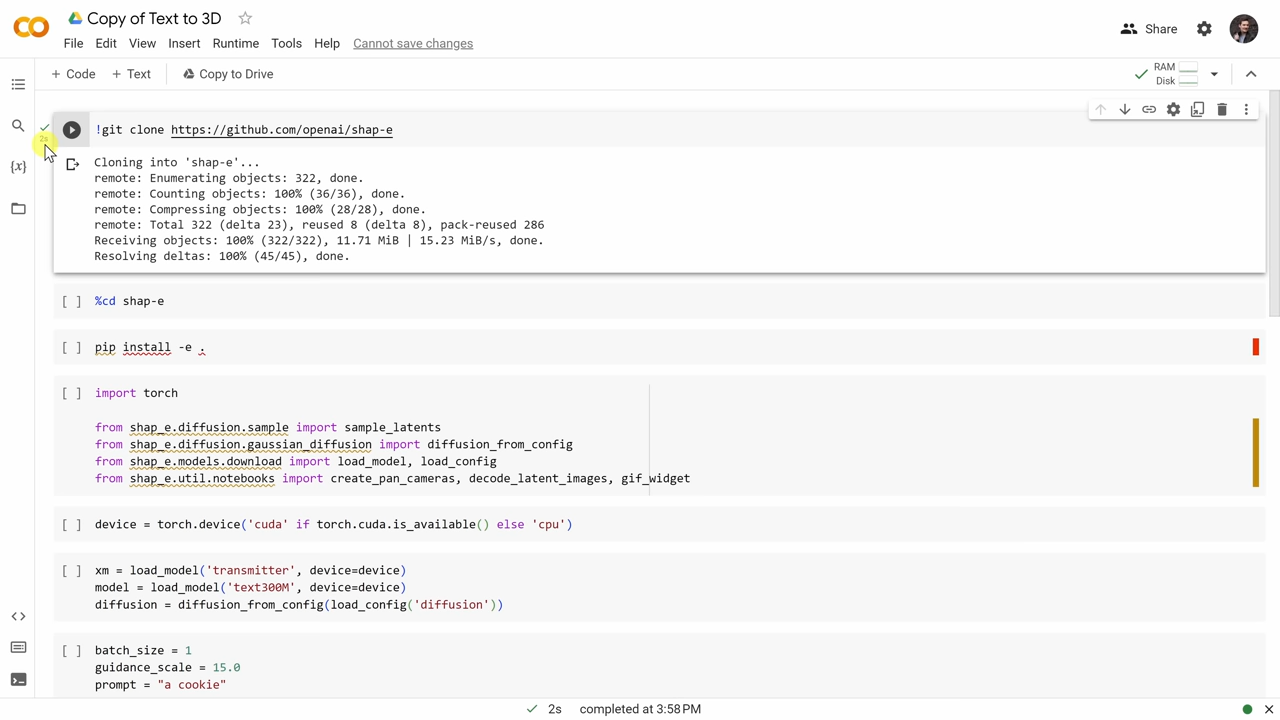 Copy of Text to 3D
File Edit View Insert Runtime Tools Help Cannot save changes
Share
+ Code + Text Copy to Drive
RAM
Disk
!git clone https://github.com/openai/shap-e
2s
Cloning into 'shap-e'...
remote: Enumerating objects: 322, done.
remote: Counting objects: 100% (36/36), done.
remote: Compressing objects: 100% (28/28), done.
remote: Total 322 (delta 23), reused 8 (delta 8), pack-reused 286
Receiving objects: 100% (322/322), 11.71 MiB | 15.23 MiB/s, done.
Resolving deltas: 100% (45/45), done.
[ ] %cd shap-e
[ ] pip install -e .
[ ] import torch
from shap_e.diffusion.sample import sample_latents
from shap_e.diffusion.gaussian_diffusion import diffusion_from_config
from shap_e.models.download import load_model, load_config
from shap_e.util.notebooks import create_pan_cameras, decode_latent_images, gif_widget
[ ] device = torch.device('cuda' if torch.cuda.is_available() else 'cpu')
[ ] xm = load_model('transmitter', device=device)
model = load_model('text300M', device=device)
diffusion = diffusion_from_config(load_config('diffusion'))
[ ] batch_size = 1
guidance_scale = 15.0
prompt = "a cookie"
2s completed at 3:58 PM